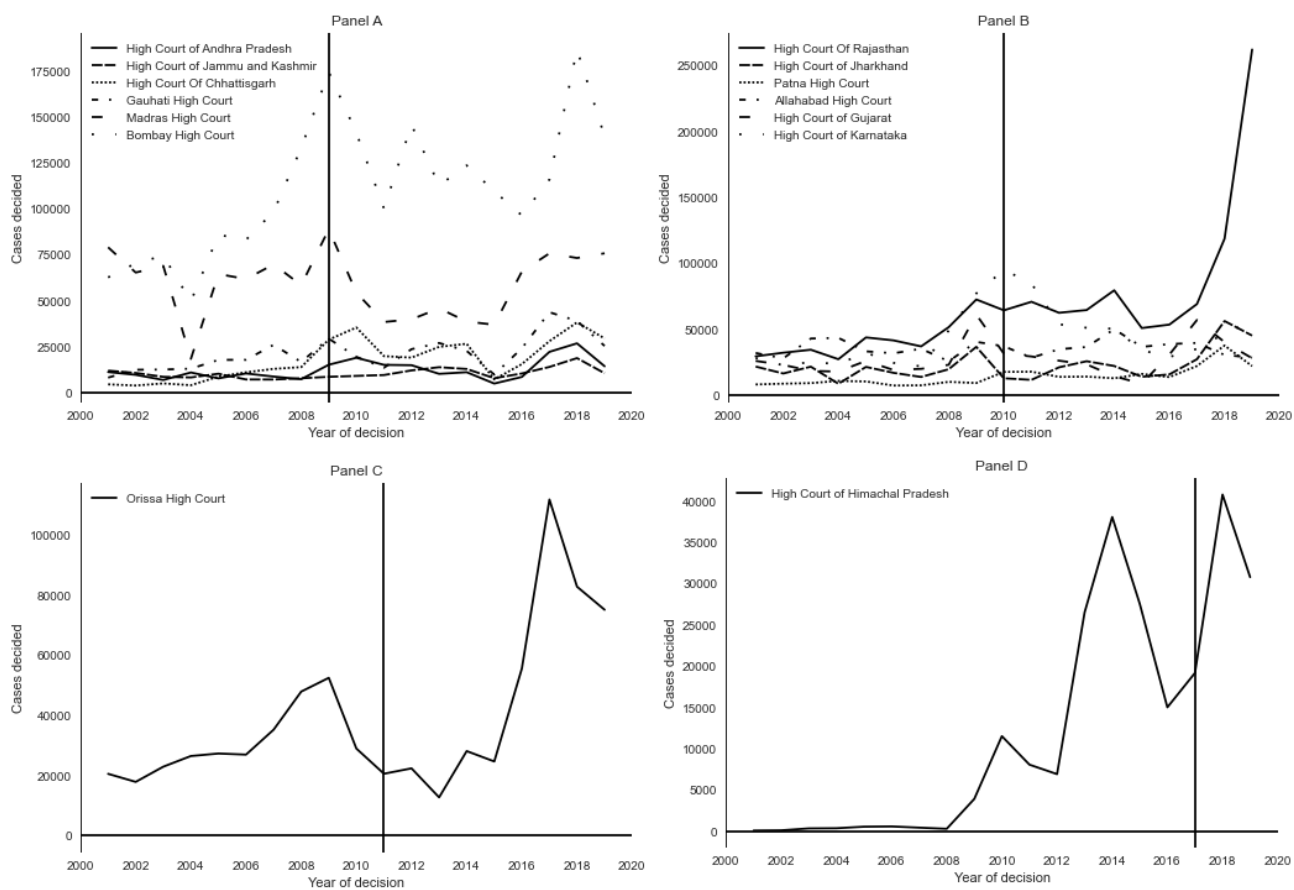 Panel A
High Court of Andhra Pradesh
High Court of Jammu and Kashmir
High Court Of Chhattisgarh
Gauhati High Court
Madras High Court
Bombay High Court
175000
150000
125000
100000
75000
50000
25000
0
Cases decided
2000 2002 2004 2006 2008 2010 2012 2014 2016 2018 2020
Year of decision
Panel B
High Court Of Rajasthan
High Court of Jharkhand
Patna High Court
Allahabad High Court
High Court of Gujarat
High Court of Karnataka
250000
200000
150000
100000
50000
0
Cases decided
2000 2002 2004 2006 2008 2010 2012 2014 2016 2018 2020
Year of decision
Panel C
Orissa High Court
100000
80000
60000
40000
20000
0
Cases decided
2000 2002 2004 2006 2008 2010 2012 2014 2016 2018 2020
Year of decision
Panel D
High Court of Himachal Pradesh
40000
35000
30000
25000
20000
15000
10000
5000
0
Cases decided
2000 2002 2004 2006 2008 2010 2012 2014 2016 2018 2020
Year of decision